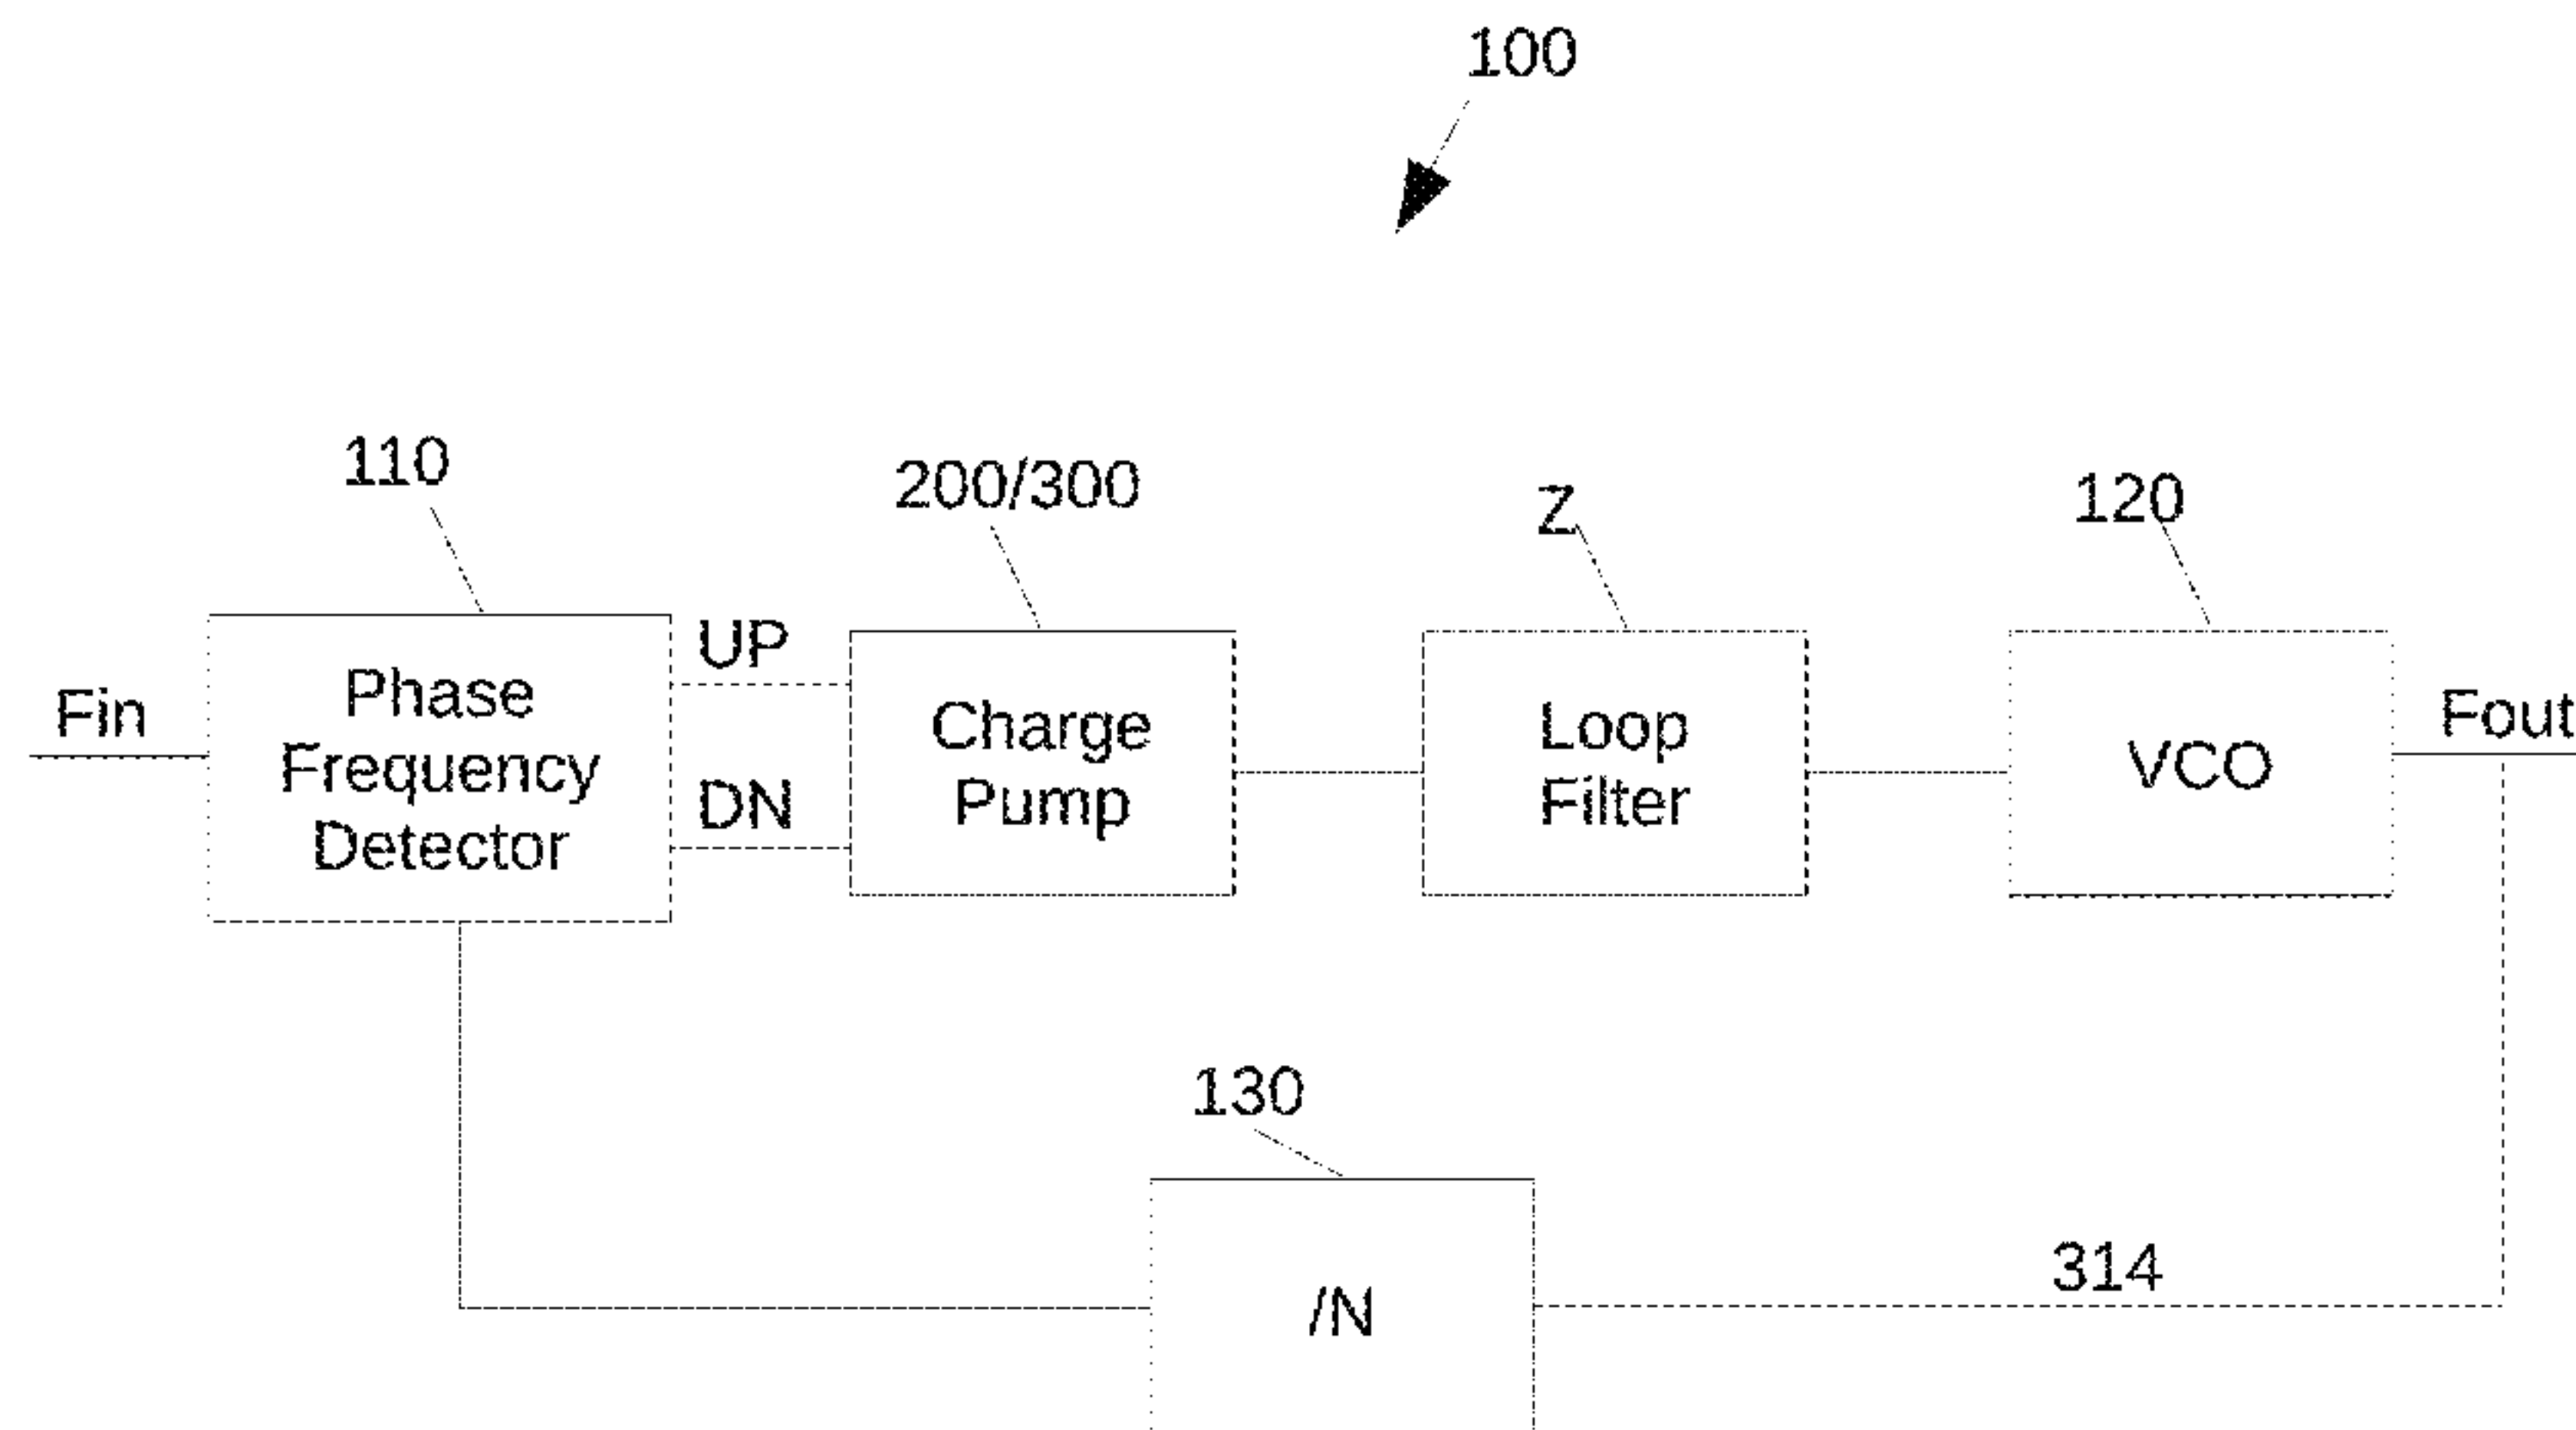 100
110
200/300
Z
120
Fin
Phase
Frequency
Detector
UP
DN
Charge
Pump
Loop
Filter
VCO
Fout
130
/N
314